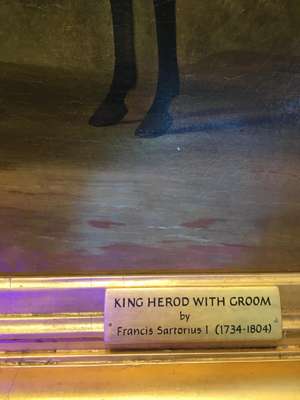 KING HEROD WITH GROOM
by
Francis Sartorius I (1734-1804)